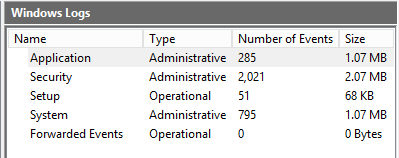 Windows Logs
Name Type Number of Events Size
Application Administrative 285 1.07 MB
Security Administrative 2,021 2.07 MB
Setup Operational 51 68 KB
System Administrative 795 1.07 MB
Forwarded Events Operational 0 0 Bytes